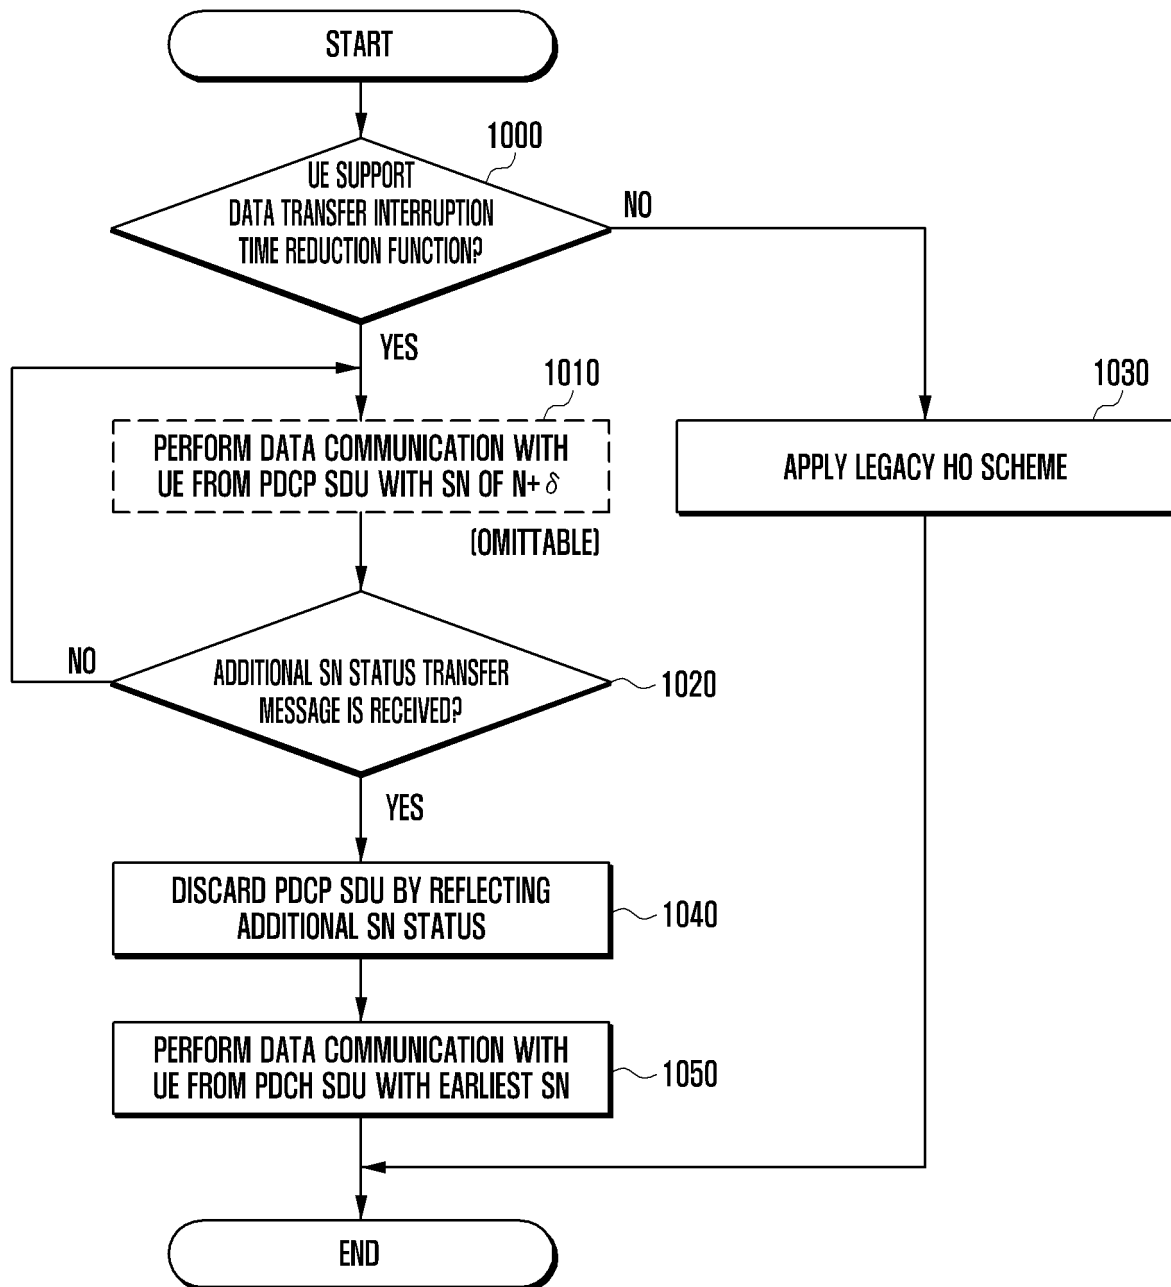 START
1000
UE SUPPORT
DATA TRANSFER INTERRUPTION
TIME REDUCTION FUNCTION?
NO
YES
1010
PERFORM DATA COMMUNICATION WITH
UE FROM PDCP SDU WITH SN OF N+δ
(OMITTABLE)
1030
APPLY LEGACY HO SCHEME
NO
ADDITIONAL SN STATUS TRANSFER
MESSAGE IS RECEIVED?
1020
YES
DISCARD PDCP SDU BY REFLECTING
ADDITIONAL SN STATUS
1040
PERFORM DATA COMMUNICATION WITH
UE FROM PDCH SDU WITH EARLIEST SN
1050
END